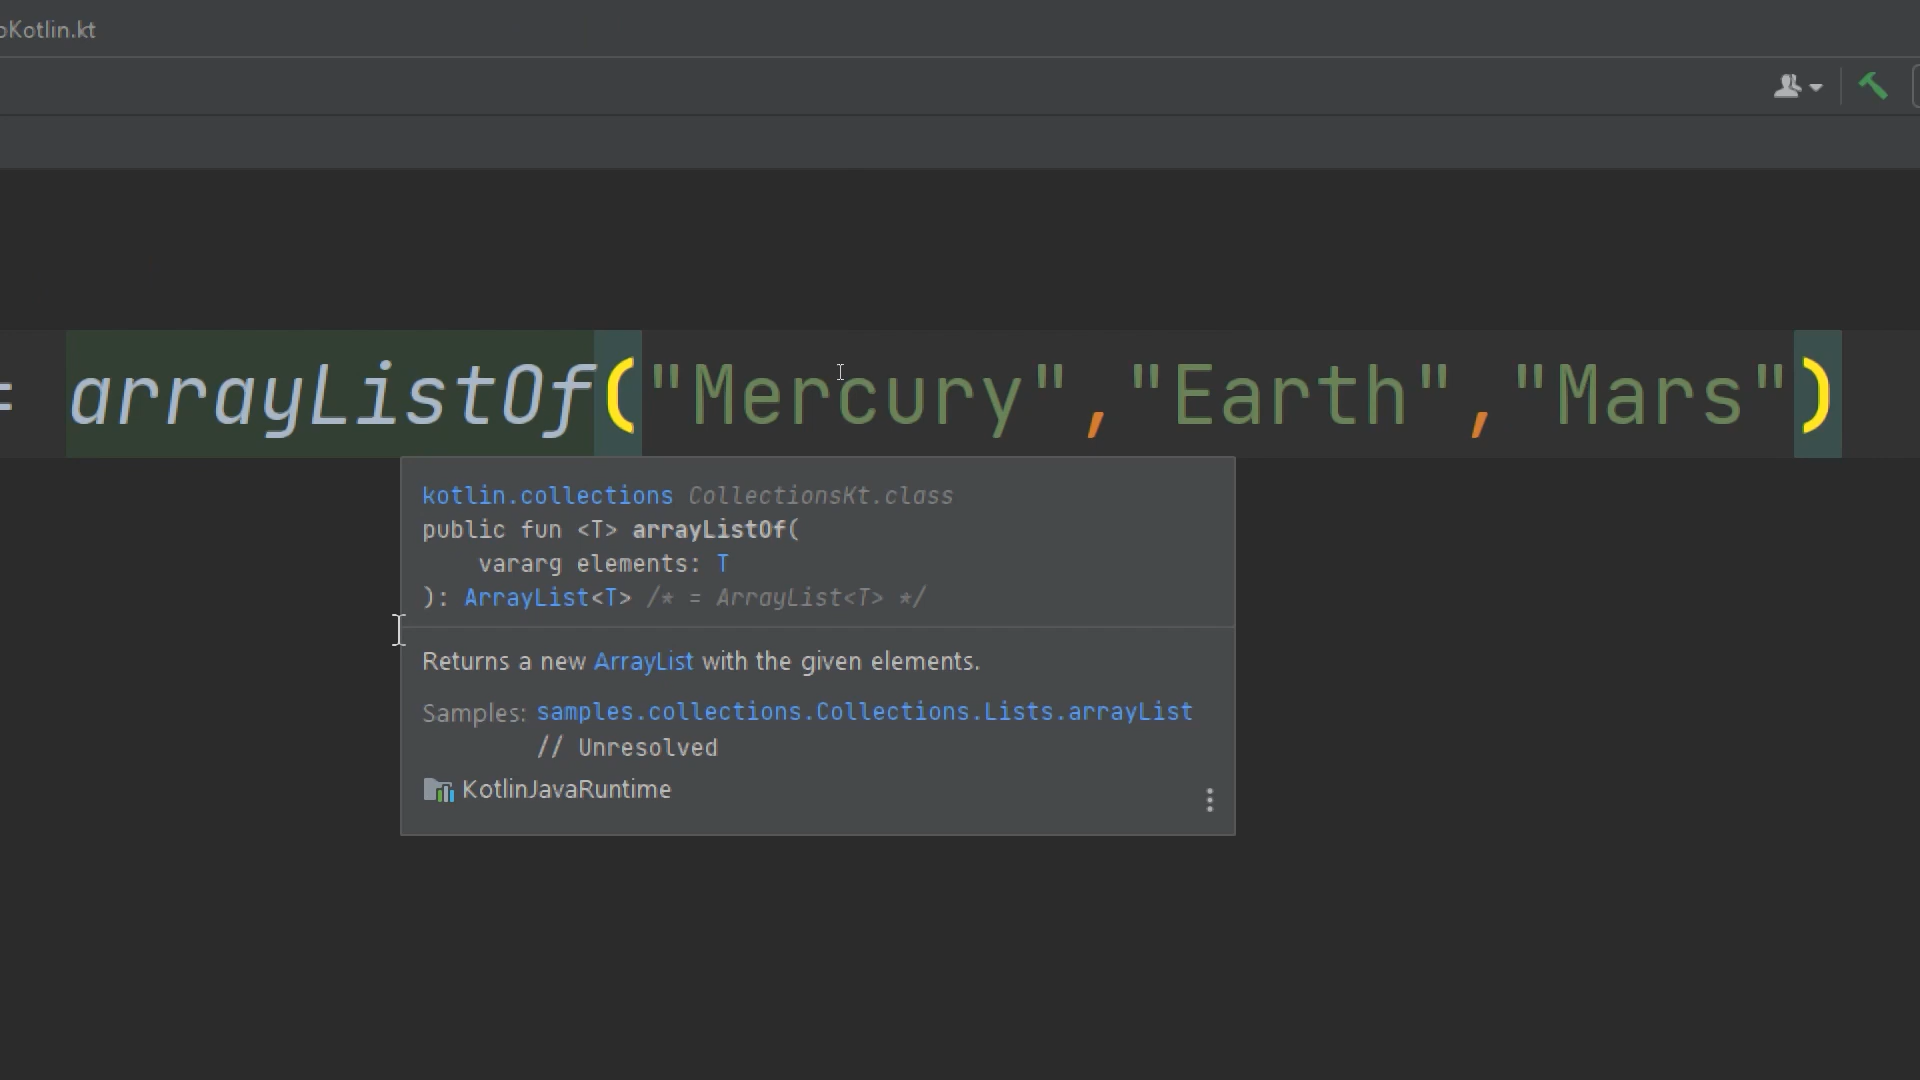 oKotlin.kt
= arrayListOf("Mercury","Earth","Mars")
kotlin.collections CollectionsKt.class
public fun <T> arrayListOf(
    vararg elements: T
): ArrayList<T> /* = ArrayList<T> */
Returns a new ArrayList with the given elements.
Samples: samples.collections.Collections.Lists.arrayList
// Unresolved
KotlinJavaRuntime